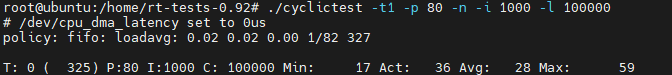 root@ubuntu:/home/rt-tests-0.92# ./cyclictest -t1 -p 80 -n -i 1000 -l 100000
# /dev/cpu_dma_latency set to 0us
policy: fifo: loadavg: 0.02 0.02 0.00 1/82 327
T: 0 (  325) P:80 I:1000 C: 100000 Min:     17 Act:   36 Avg:   28 Max:      59